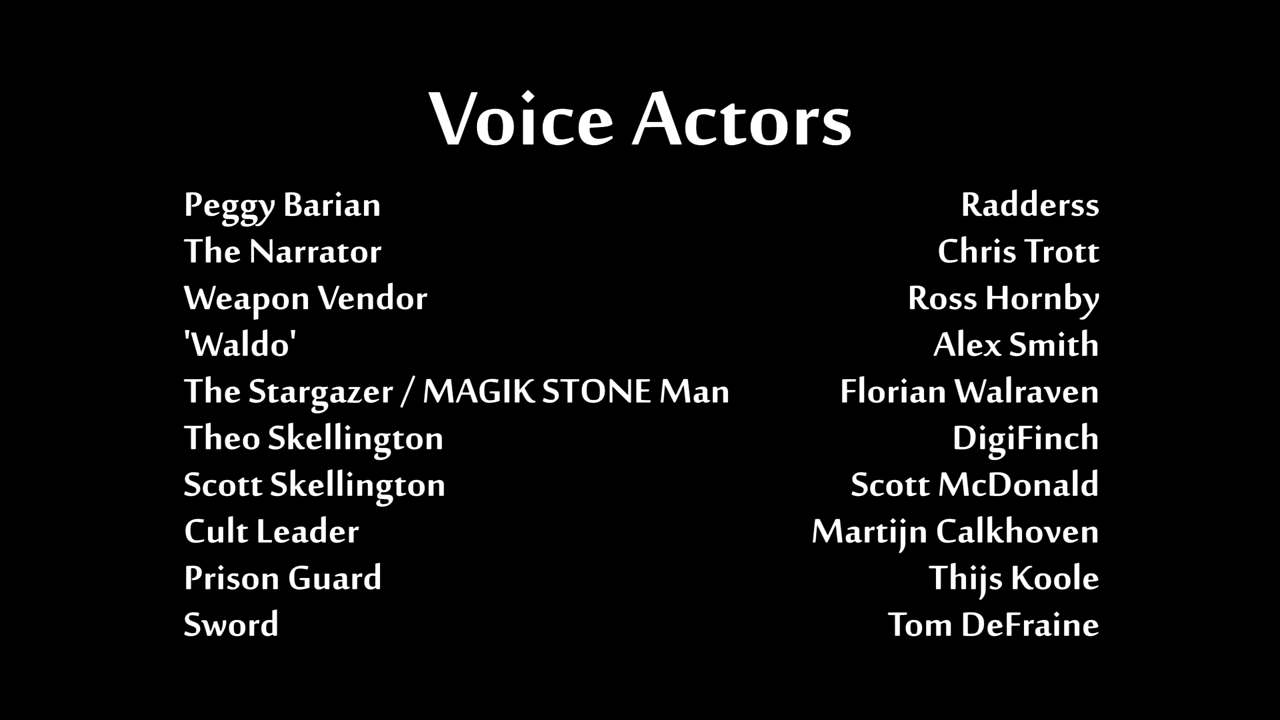 Voice Actors
Peggy Barian Radderss
The Narrator Chris Trott
Weapon Vendor Ross Hornby
'Waldo' Alex Smith
The Stargazer / MAGIK STONE Man Florian Walraven
Theo Skellington DigiFinch
Scott Skellington Scott McDonald
Cult Leader Martijn Calkhoven
Prison Guard Thijs Koole
Sword Tom DeFraine